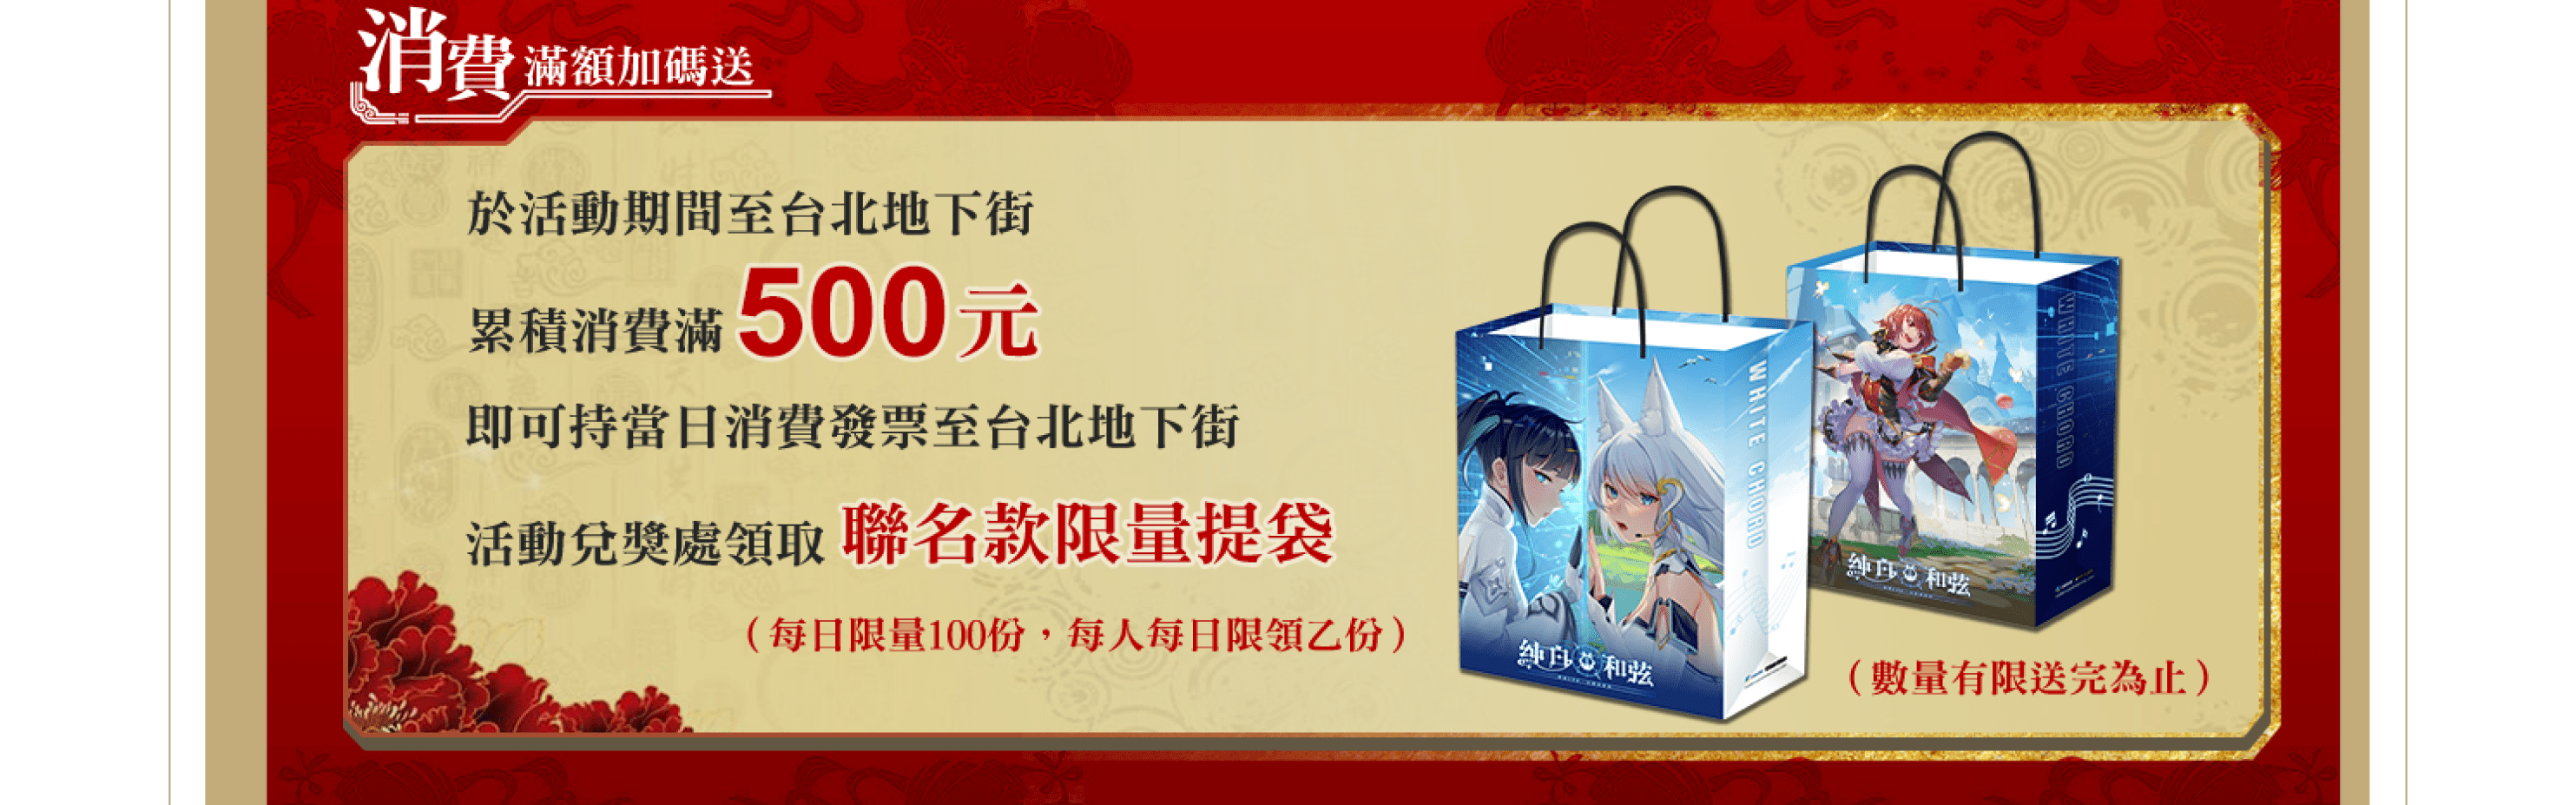 消費滿額加碼送
於活動期間至台北地下街
累積消費滿500元
即可持當日消費發票至台北地下街
活動兌獎處領取 聯名款限量提袋
（每日限量100份，每人每日限領乙份）
WHITE CHORD
純白和弦
WHITE CHORD
純白和弦
（數量有限送完為止）